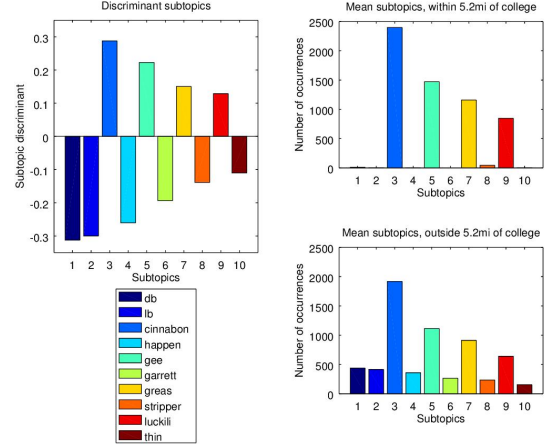 Discriminant subtopics
0.3
0.2
0.1
0
-0.1
-0.2
-0.3
Subtopic discriminant
1 2 3 4 5 6 7 8 9 10
Subtopics
db
lb
cinnabon
happen
gee
garrett
greas
stripper
luckili
thin
Mean subtopics, within 5.2mi of college
2500
2000
1500
1000
500
0
Number of occurrences
1 2 3 4 5 6 7 8 9 10
Subtopics
Mean subtopics, outside 5.2mi of college
2500
2000
1500
1000
500
0
Number of occurrences
1 2 3 4 5 6 7 8 9 10
Subtopics